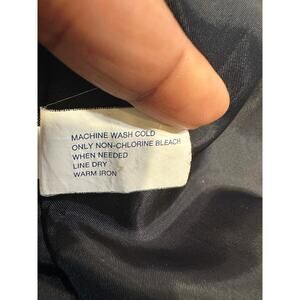 MACHINE WASH COLD
ONLY NON-CHLORINE BLEACH
WHEN NEEDED
LINE DRY
WARM IRON